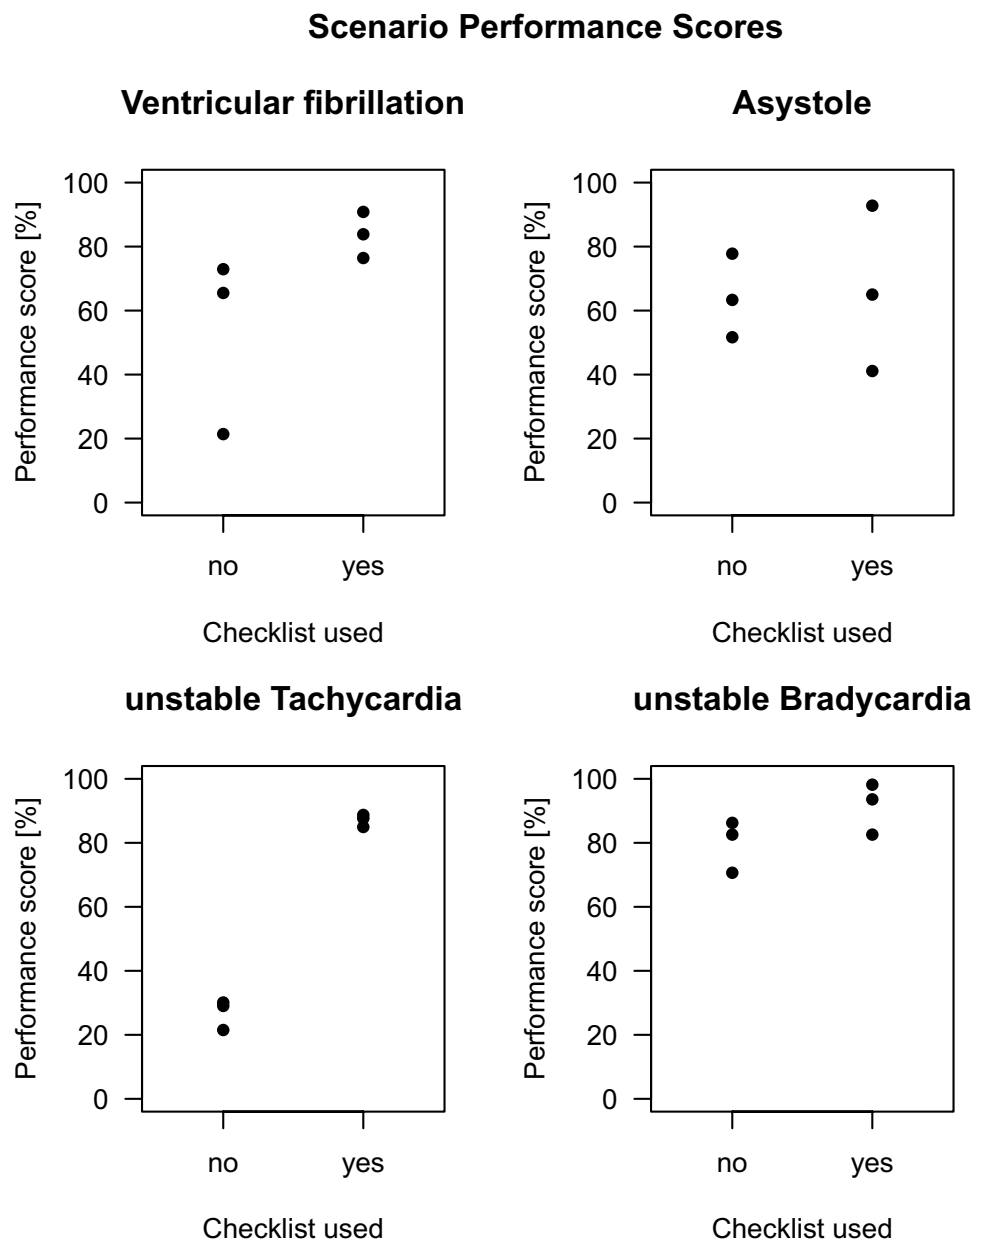 Scenario Performance Scores
Ventricular fibrillation
Performance score [%]
100
80
60
40
20
0
no yes
Checklist used
Asystole
Performance score [%]
100
80
60
40
20
0
no yes
Checklist used
unstable Tachycardia
Performance score [%]
100
80
60
40
20
0
no yes
Checklist used
unstable Bradycardia
Performance score [%]
100
80
60
40
20
0
no yes
Checklist used